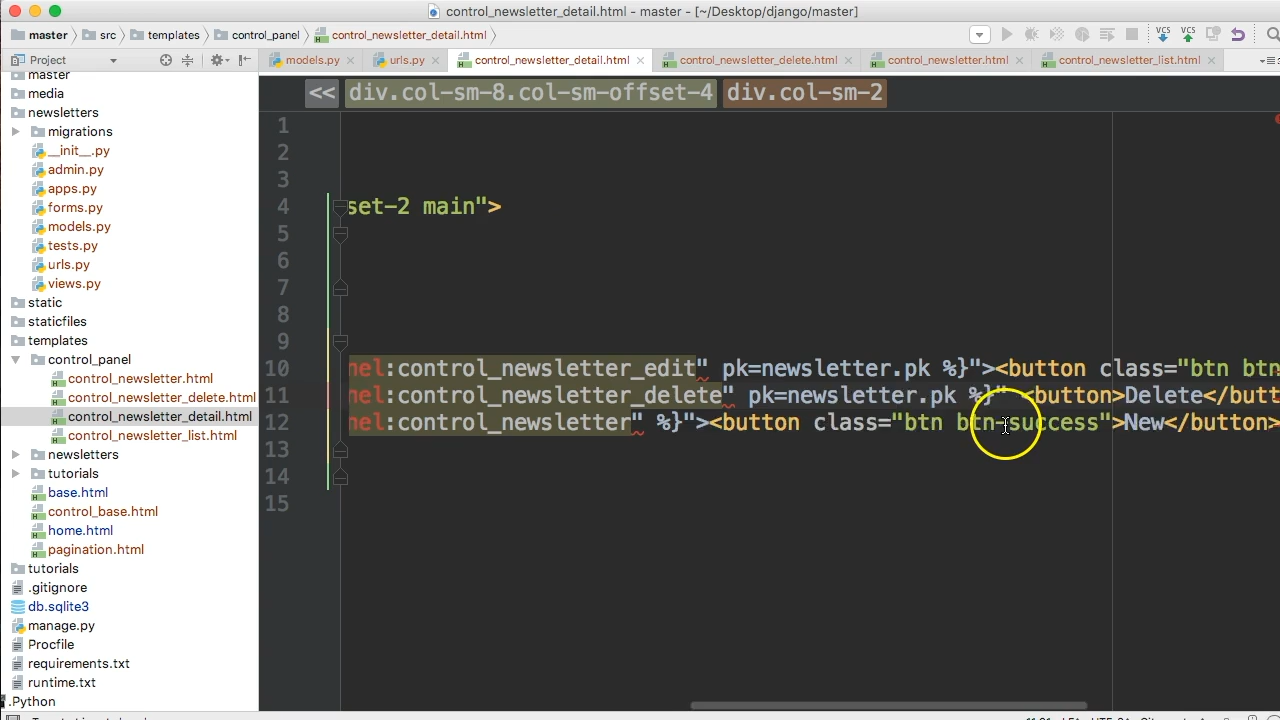 control_newsletter_detail.html - master - [~/Desktop/django/master]
master src templates control_panel control_newsletter_detail.html
VCS VCS
Project models.py urls.py control_newsletter_detail.html control_newsletter_delete.html control_newsletter.html control_newsletter_list.html
<< div.col-sm-8.col-sm-offset-4 div.col-sm-2
master
media
newsletters
migrations
__init__.py
admin.py
apps.py
forms.py
models.py
tests.py
urls.py
views.py
static
staticfiles
templates
control_panel
control_newsletter.html
control_newsletter_delete.html
control_newsletter_detail.html
control_newsletter_list.html
newsletters
tutorials
base.html
control_base.html
home.html
pagination.html
tutorials
.gitignore
db.sqlite3
manage.py
Procfile
requirements.txt
runtime.txt
.Python
1
2
3
4 set-2 main">
5
6
7
8
9
10 nel:control_newsletter_edit" pk=newsletter.pk %}"><button class="btn btn
11 nel:control_newsletter_delete" pk=newsletter.pk %}" <button>Delete</butt
12 nel:control_newsletter" %}"><button class="btn btn-success">New</button>
13
14
15